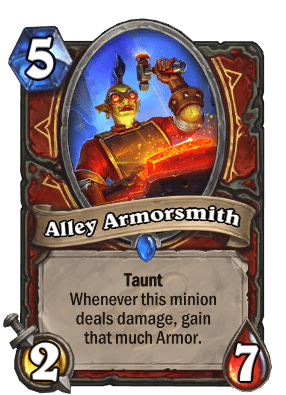 5
Alley Armorsmith
Taunt
Whenever this minion
deals damage, gain
that much Armor.
2
7